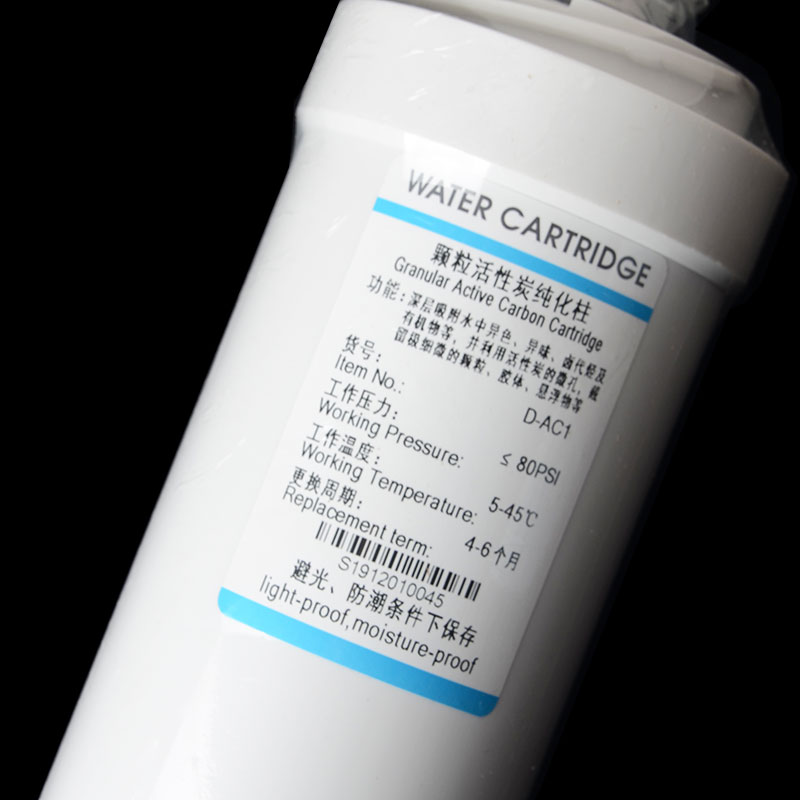 WATER CARTRIDGE
颗粒活性炭纯化柱
Granular Active Carbon Cartridge
功能：深层吸附水中异色、异味、卤代烃及
有机物等，并利用活性炭的微孔，截
留极细微的颗粒、胶体、悬浮物等
货号：
Item No.: D-AC1
工作压力：
Working Pressure: ≤ 80PSI
工作温度：
Working Temperature: 5-45℃
更换周期：
Replacement term: 4-6个月
S1912010045
避光、防潮条件下保存
light-proof,moisture-proof